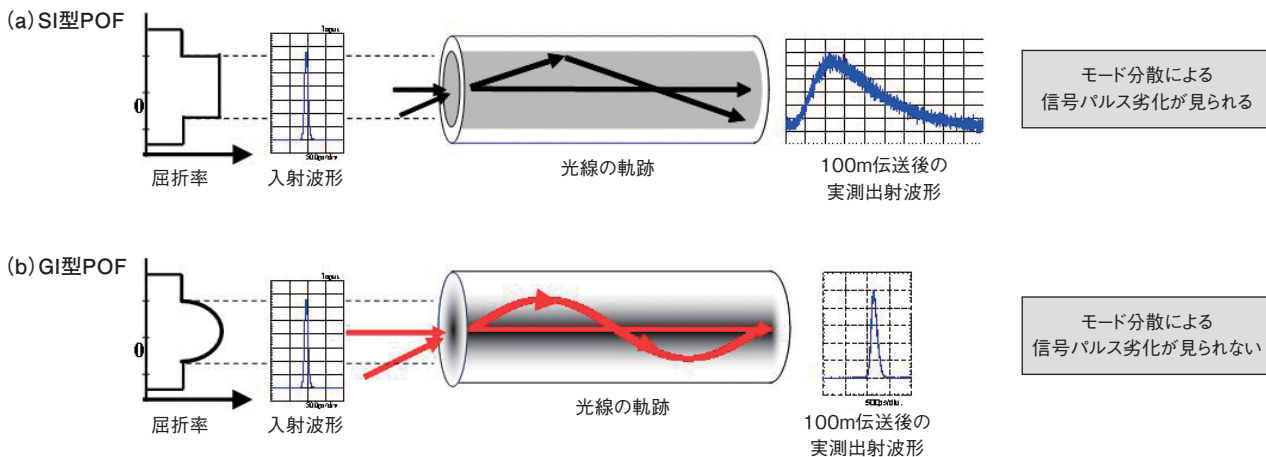 (a)SI型POF
0
屈折率
入射波形
光線の軌跡
100m伝送後の
実測出射波形
モード分散による
信号パルス劣化が見られる
(b)GI型POF
0
屈折率
入射波形
光線の軌跡
100m伝送後の
実測出射波形
モード分散による
信号パルス劣化が見られない